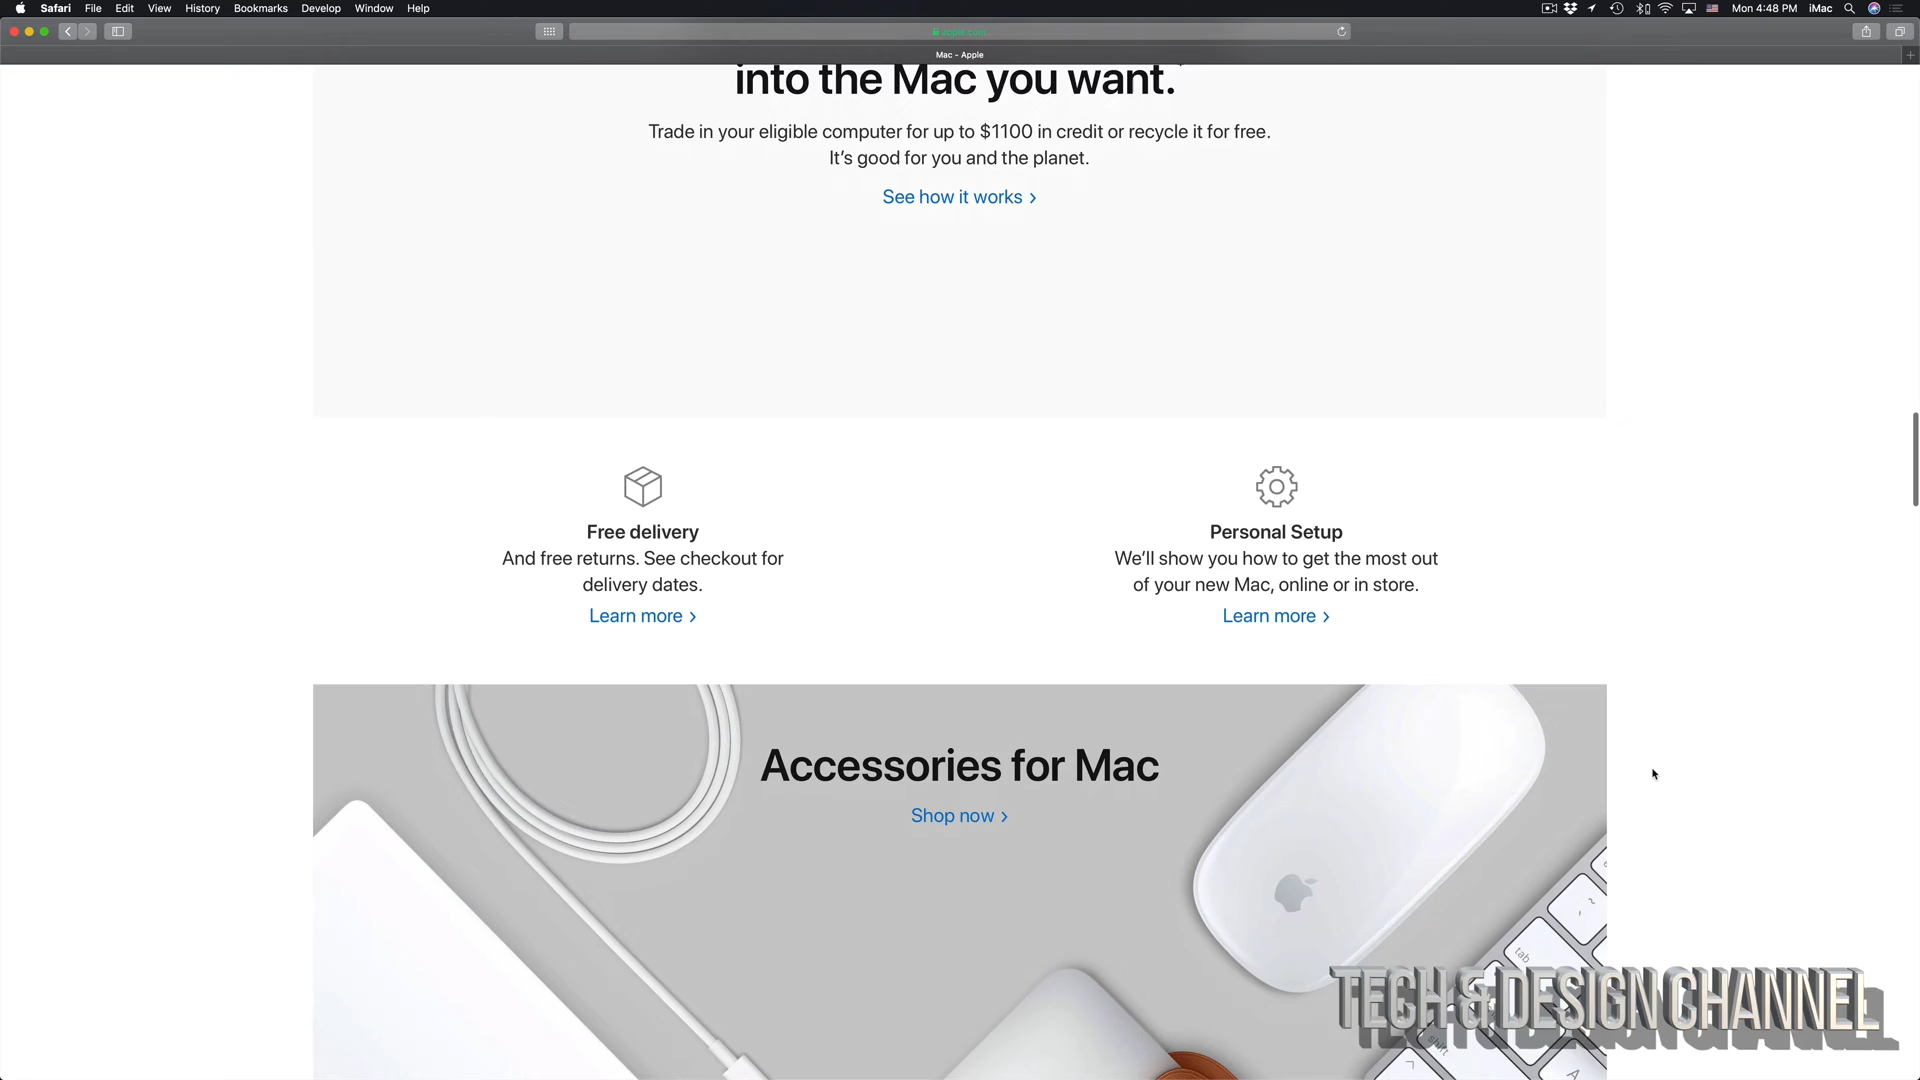 Safari File Edit View History Bookmarks Develop Window Help Mon 4:48 PM iMac
apple.com
Mac - Apple
into the Mac you want.
Trade in your eligible computer for up to $1100 in credit or recycle it for free.
It’s good for you and the planet.
See how it works >
Free delivery
And free returns. See checkout for
delivery dates.
Learn more >
Personal Setup
We’ll show you how to get the most out
of your new Mac, online or in store.
Learn more >
Accessories for Mac
Shop now >
tab
shift
A
TECH & DESIGN CHANNEL